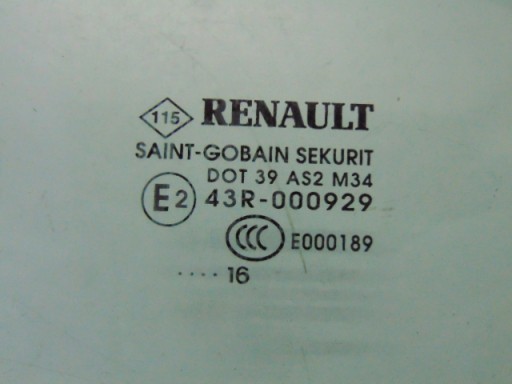 115 RENAULT
SAINT-GOBAIN SEKURIT
DOT 39 AS2 M34
E2 43R-000929
CCC E000189
.... 16